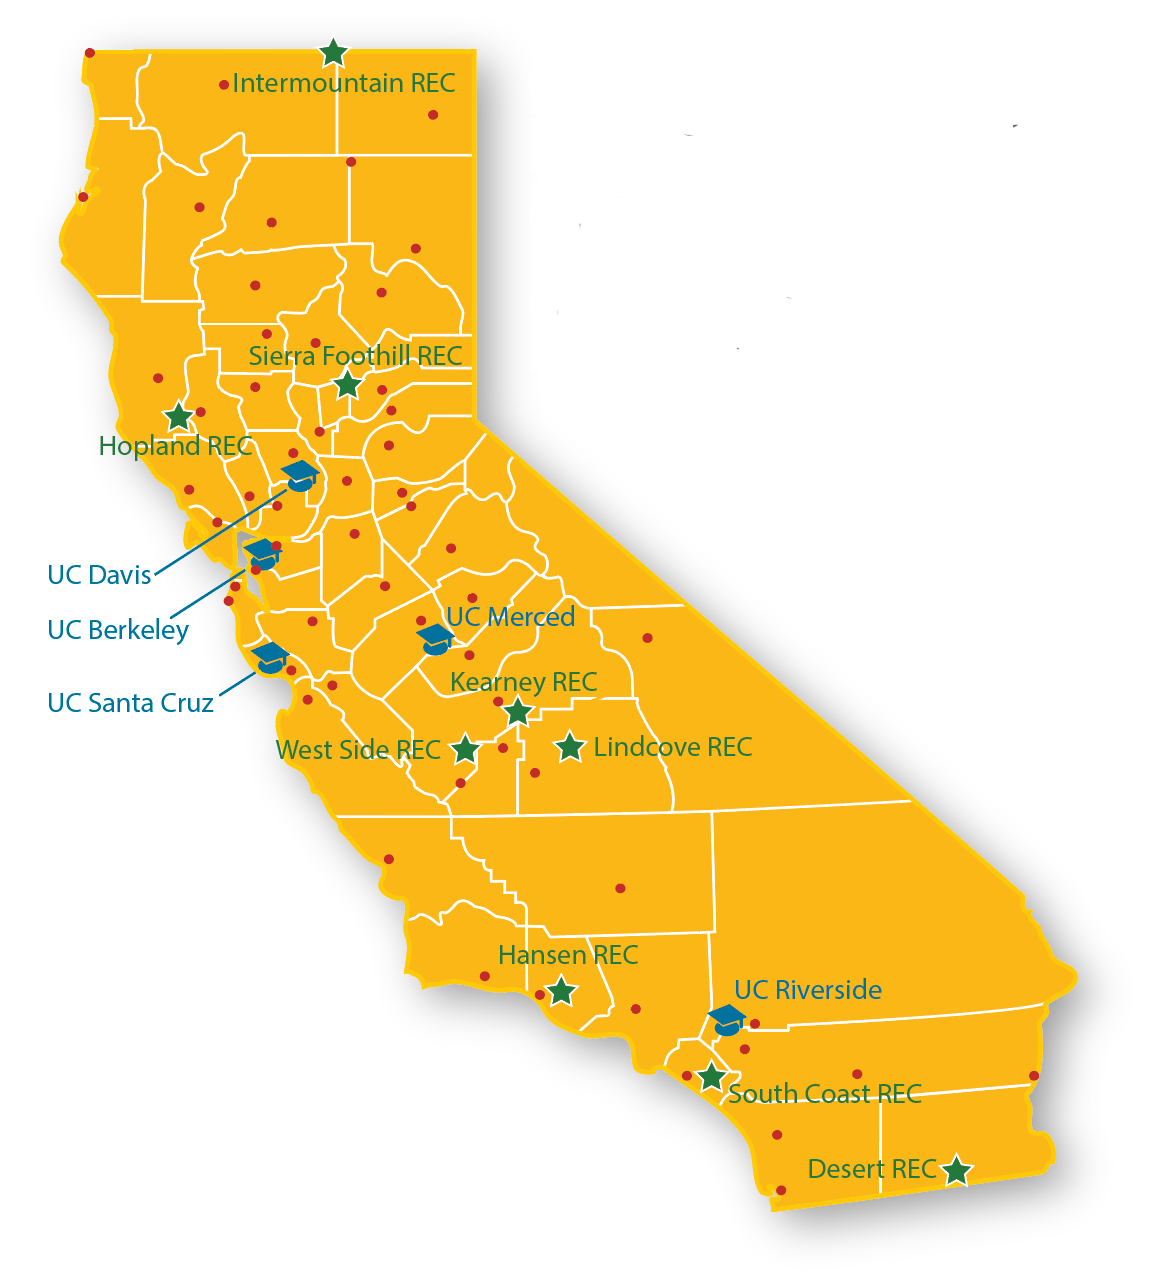 Intermountain REC
Sierra Foothill REC
Hopland REC
UC Davis
UC Berkeley
UC Merced
UC Santa Cruz
Kearney REC
West Side REC
Lindcove REC
Hansen REC
UC Riverside
South Coast REC
Desert REC